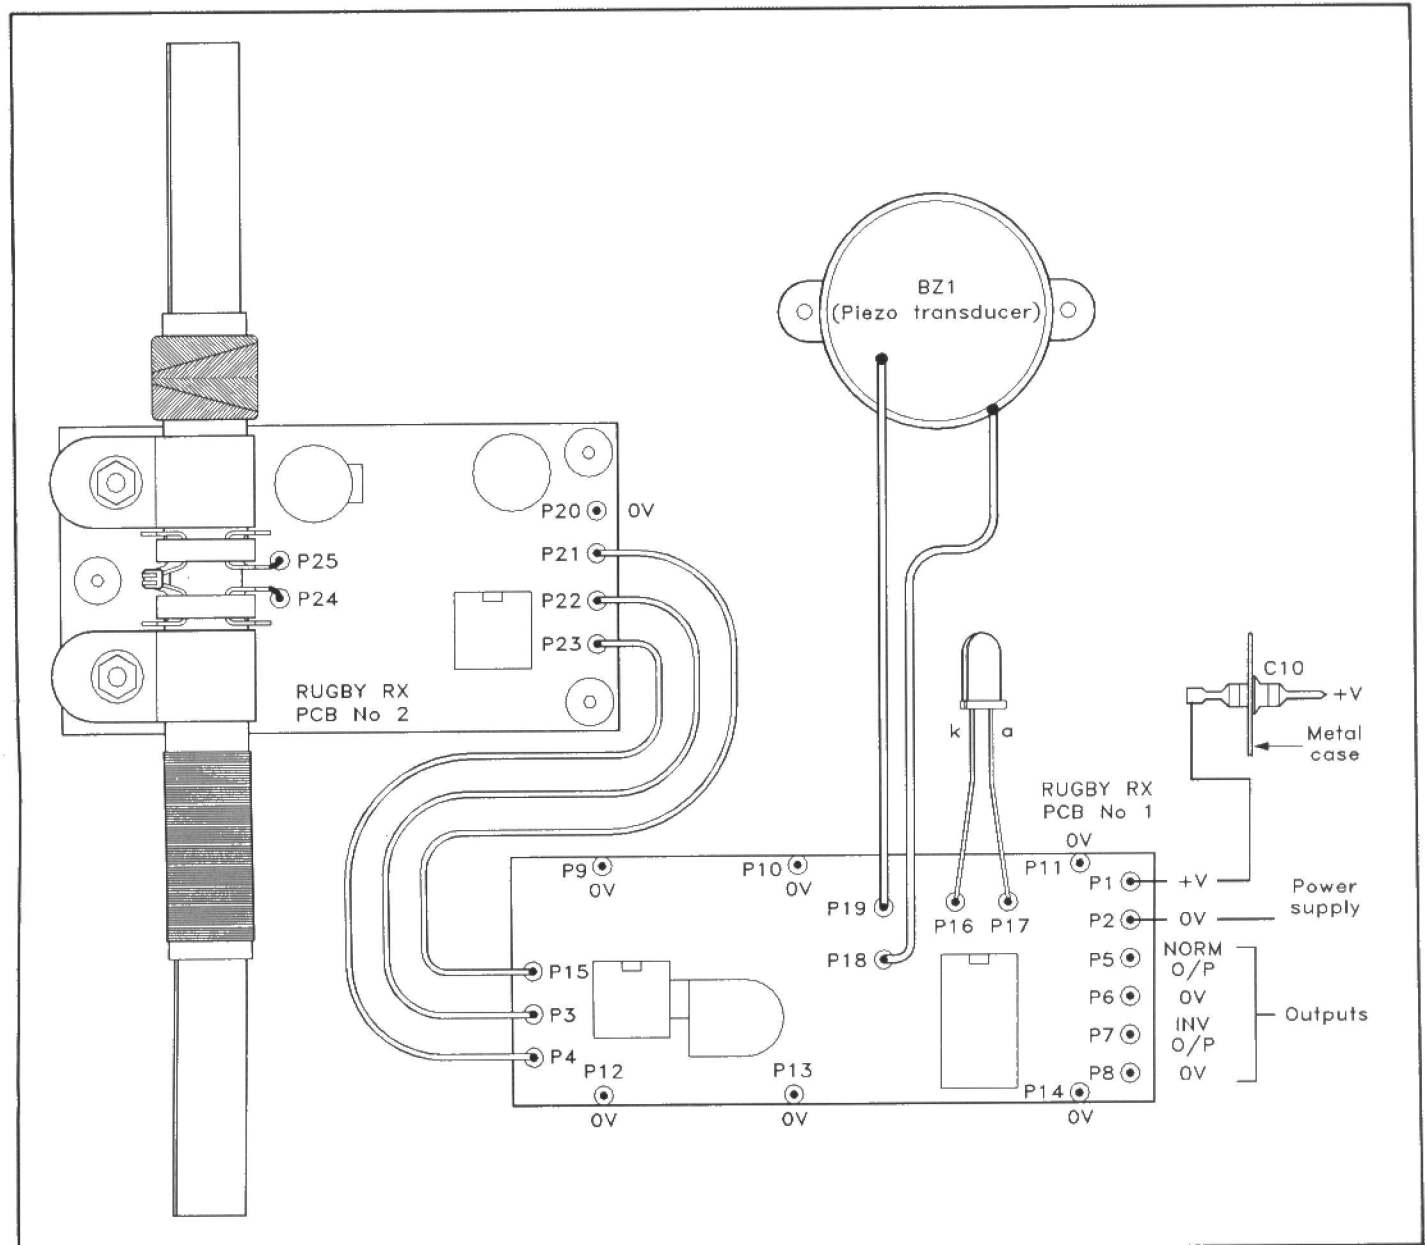 BZ1
(Piezo transducer)
P20 0V
P21
P25
P24
P22
P23
RUGBY RX
PCB No 2
C10
+V
k a
Metal
case
RUGBY RX
PCB No 1
0V
P9
0V
P10
0V
P11
P1 +V
Power
supply
P2 0V
P19
P16 P17
P18
P5 NORM
O/P
P6 0V
Outputs
P7 INV
O/P
P8 0V
P15
P3
P4
P12
0V
P13
0V
P14
0V